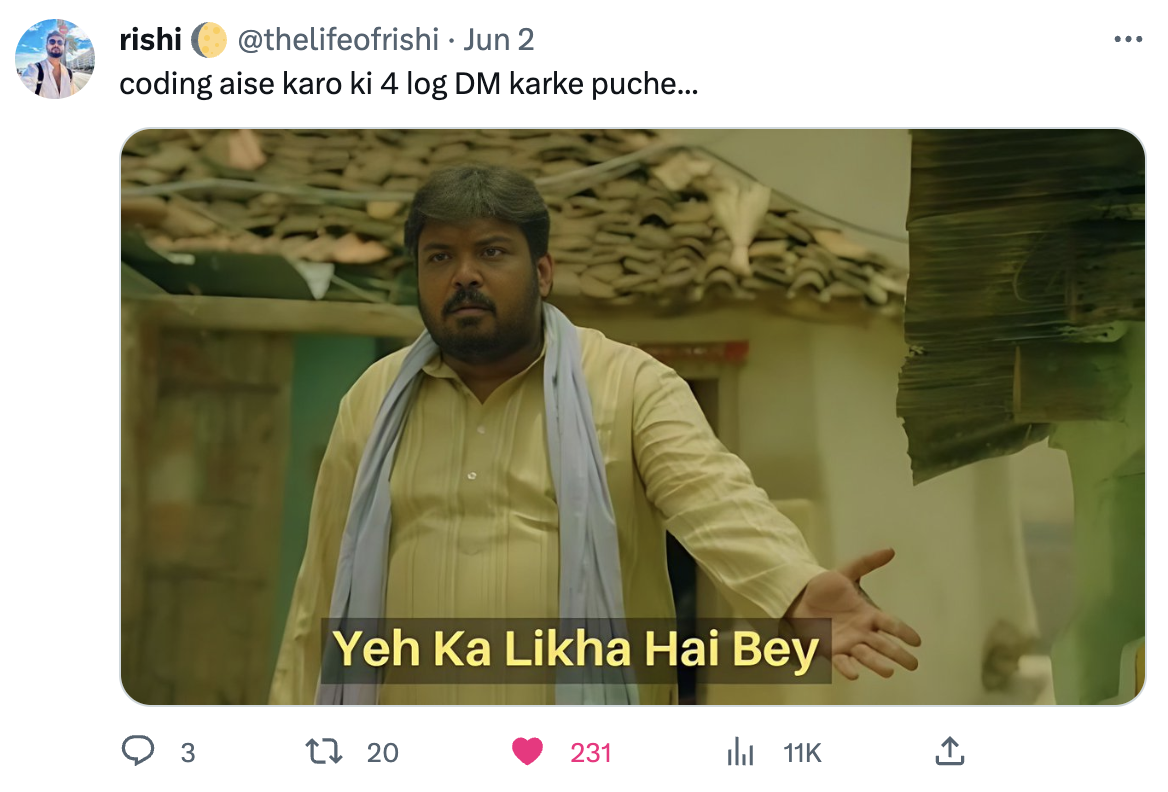 rishi 🌔 @thelifeofrishi · Jun 2
coding aise karo ki 4 log DM karke puche...
Yeh Ka Likha Hai Bey
3 20 231 11K